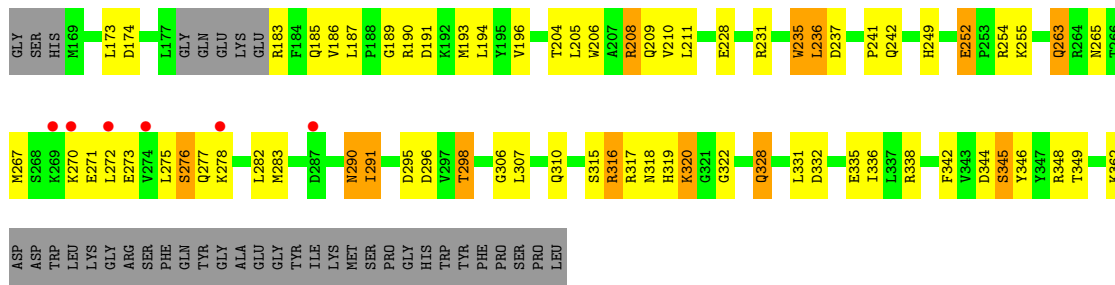 GLY SER HIS M169 L173 D174 L177 GLY GLN GLU LYS GLU R183 F184 Q185 V186 L187 P188 G189 R190 D191 K192 M193 L194 Y195 V196 T204 L205 W206 A207 R208 Q209 V210 L211 E228 R231 W235 L236 D237 P241 Q242 H249 E252 P253 R254 K255 Q263 R264 N265 T266
M267 S268 K269 K270 E271 L272 E273 V274 L275 S276 Q277 K278 L282 M283 D287 N290 I291 D295 D296 V297 T298 G306 L307 Q310 S315 R316 R317 N318 H319 K320 G321 G322 Q328 L331 D332 E335 I336 L337 R338 F342 V343 D344 S345 Y346 Y347 R348 T349 K362
ASP ASP TRP LEU LYS GLY ARG SER PHE GLN TYR GLY ALA GLU GLY TYR ILE LYS MET SER PRO GLY HIS TRP TYR PHE PRO SER PRO LEU